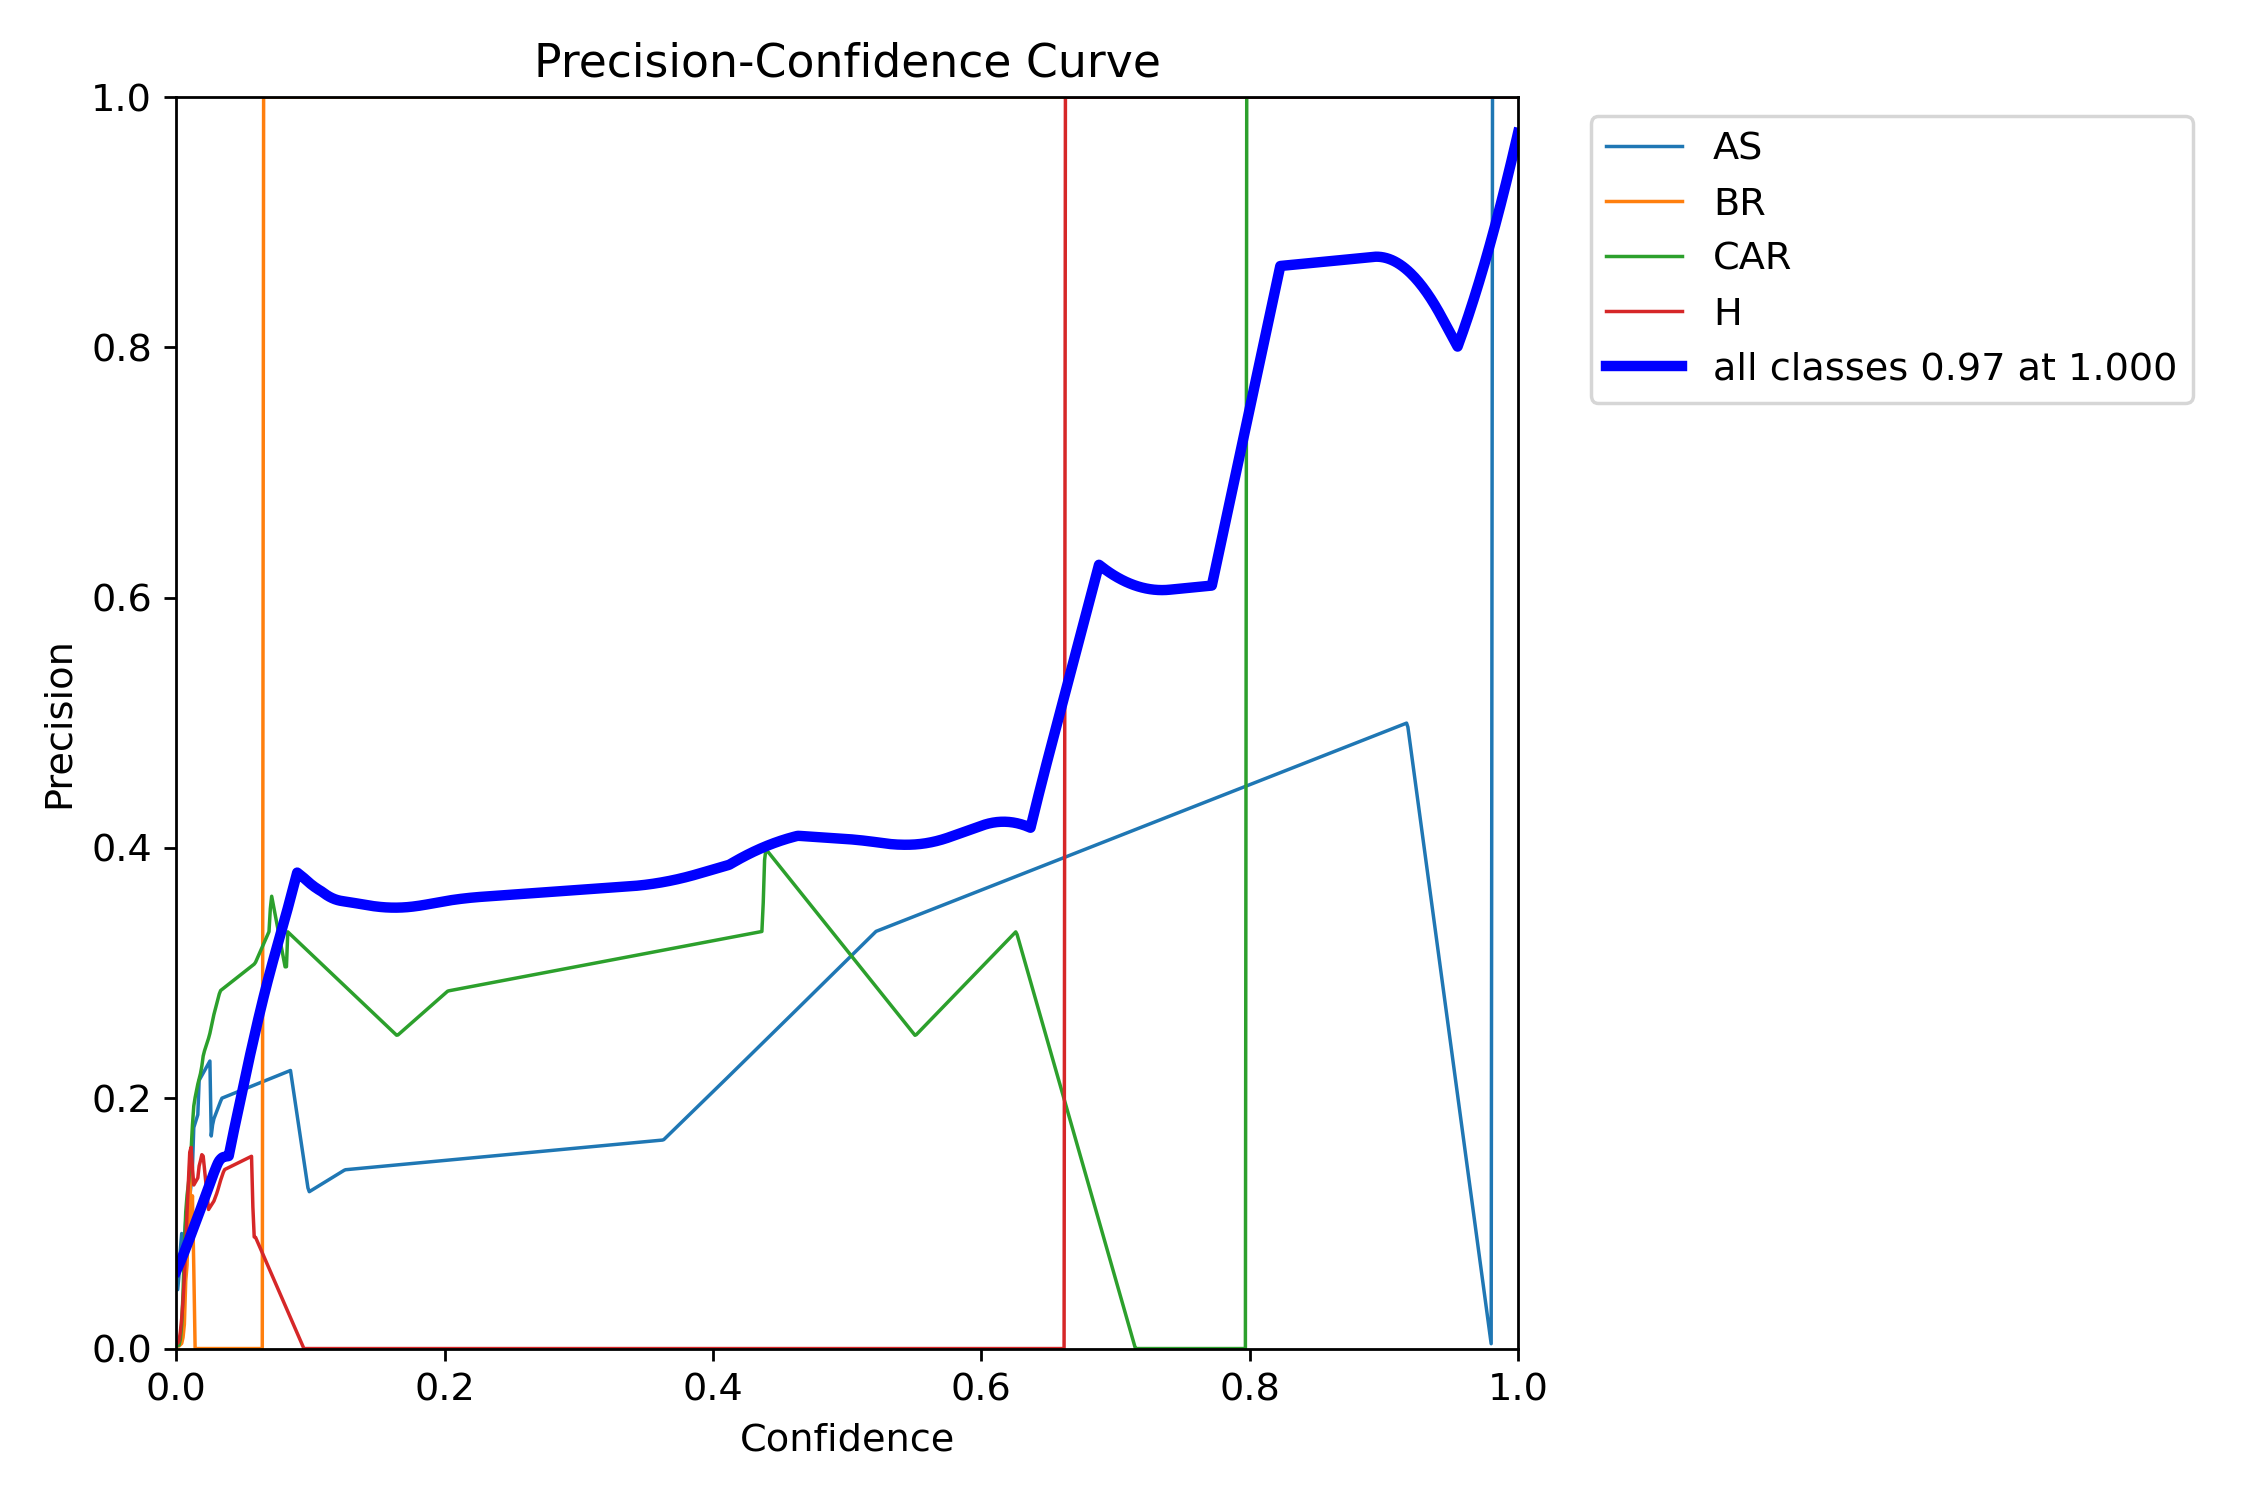 Precision-Confidence Curve
1.0
0.8
0.6
0.4
0.2
0.0
Precision
0.0 0.2 0.4 0.6 0.8 1.0
Confidence
AS
BR
CAR
H
all classes 0.97 at 1.000